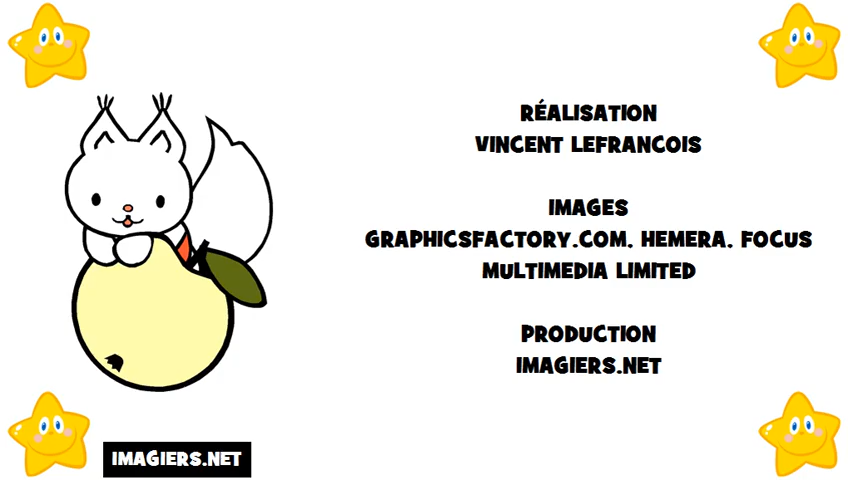 RÉALISATION
VINCENT LEFRANCOIS
IMAGES
GRAPHICSFACTORY.COM, HEMERA, FOCUS
MULTIMEDIA LIMITED
PRODUCTION
IMAGIERS.NET
IMAGIERS.NET